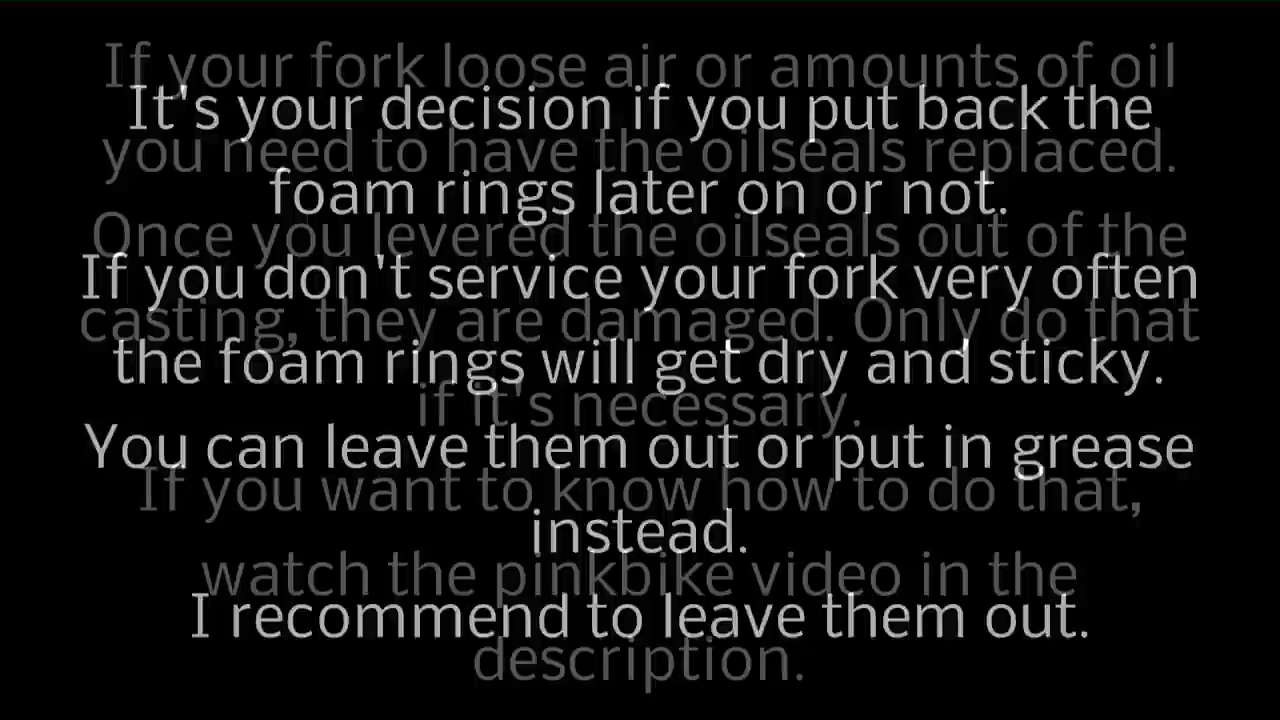 It's your decision if you put back the
foam rings later on or not.
If you don't service your fork very often
the foam rings will get dry and sticky.
You can leave them out or put in grease
instead.
I recommend to leave them out.
If your fork loose air or amounts of oil
you need to have the oilseals replaced.
Once you levered the oilseals out of the
casting, they are damaged. Only do that
if it's necessary.
If you want to know how to do that,
watch the pinkbike video in the
description.